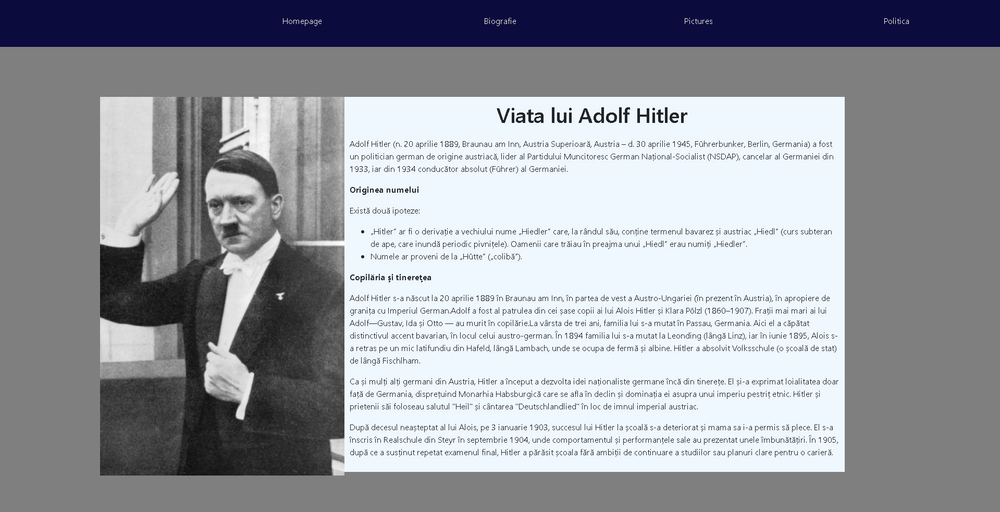 Homepage
Biografie
Pictures
Politica
Viata lui Adolf Hitler
Adolf Hitler (n. 20 aprilie 1889, Braunau am Inn, Austria Superioară, Austria – d. 30 aprilie 1945, Führerbunker, Berlin, Germania) a fost
un politician german de origine austriacă, lider al Partidului Muncitoresc German Național-Socialist (NSDAP), cancelar al Germaniei din
1933, iar din 1934 conducător absolut (Führer) al Germaniei.
Originea numelui
Există două ipoteze:
• „Hitler“ ar fi o derivație a vechiului nume „Hiedler“ care, la rândul său, conține termenul bavarez și austriac „Hiedl“ (curs subteran
de ape, care inundă periodic pivnițele). Oamenii care trăiau în preajma unui „Hiedl“ erau numiți „Hiedler“.
• Numele ar proveni de la „Hütte“ („colibă”).
Copilăria și tinerețea
Adolf Hitler s-a născut la 20 aprilie 1889 în Braunau am Inn, în partea de vest a Austro-Ungariei (în prezent în Austria), în apropiere de
granița cu Imperiul German.Adolf a fost al patrulea din cei șase copii ai lui Alois Hitler și Klara Pölzl (1860–1907). Frații mai mari ai lui
Adolf—Gustav, Ida și Otto — au murit în copilărie.La vârsta de trei ani, familia lui s-a mutat în Passau, Germania. Aici el a căpătat
distinctivul accent bavarian, în locul celui austro-german. În 1894 familia lui s-a mutat la Leonding (lângă Linz), iar în iunie 1895, Alois s-
a retras pe un mic latifundiu din Hafeld, lângă Lambach, unde se ocupa de fermă și albine. Hitler a absolvit Volksschule (o școală de stat)
de lângă Fischlham.
Ca și mulți alți germani din Austria, Hitler a început a dezvolta idei naționaliste germane încă din tinerețe. El și-a exprimat loialitatea doar
față de Germania, disprețuind Monarhia Habsburgică care se afla în declin și dominația ei asupra unui imperiu pestriț etnic. Hitler și
prietenii săi foloseau salutul "Heil" și cântarea "Deutschlandlied" în loc de imnul imperial austriac.
După decesul neașteptat al lui Alois, pe 3 ianuarie 1903, succesul lui Hitler la școală s-a deteriorat și mama sa i-a permis să plece. El s-a
înscris în Realschule din Steyr în septembrie 1904, unde comportamentul și performanțele sale au prezentat unele îmbunătățiri. În 1905,
după ce a susținut repetat examenul final, Hitler a părăsit școala fără ambiții de continuare a studiilor sau planuri clare pentru o carieră.